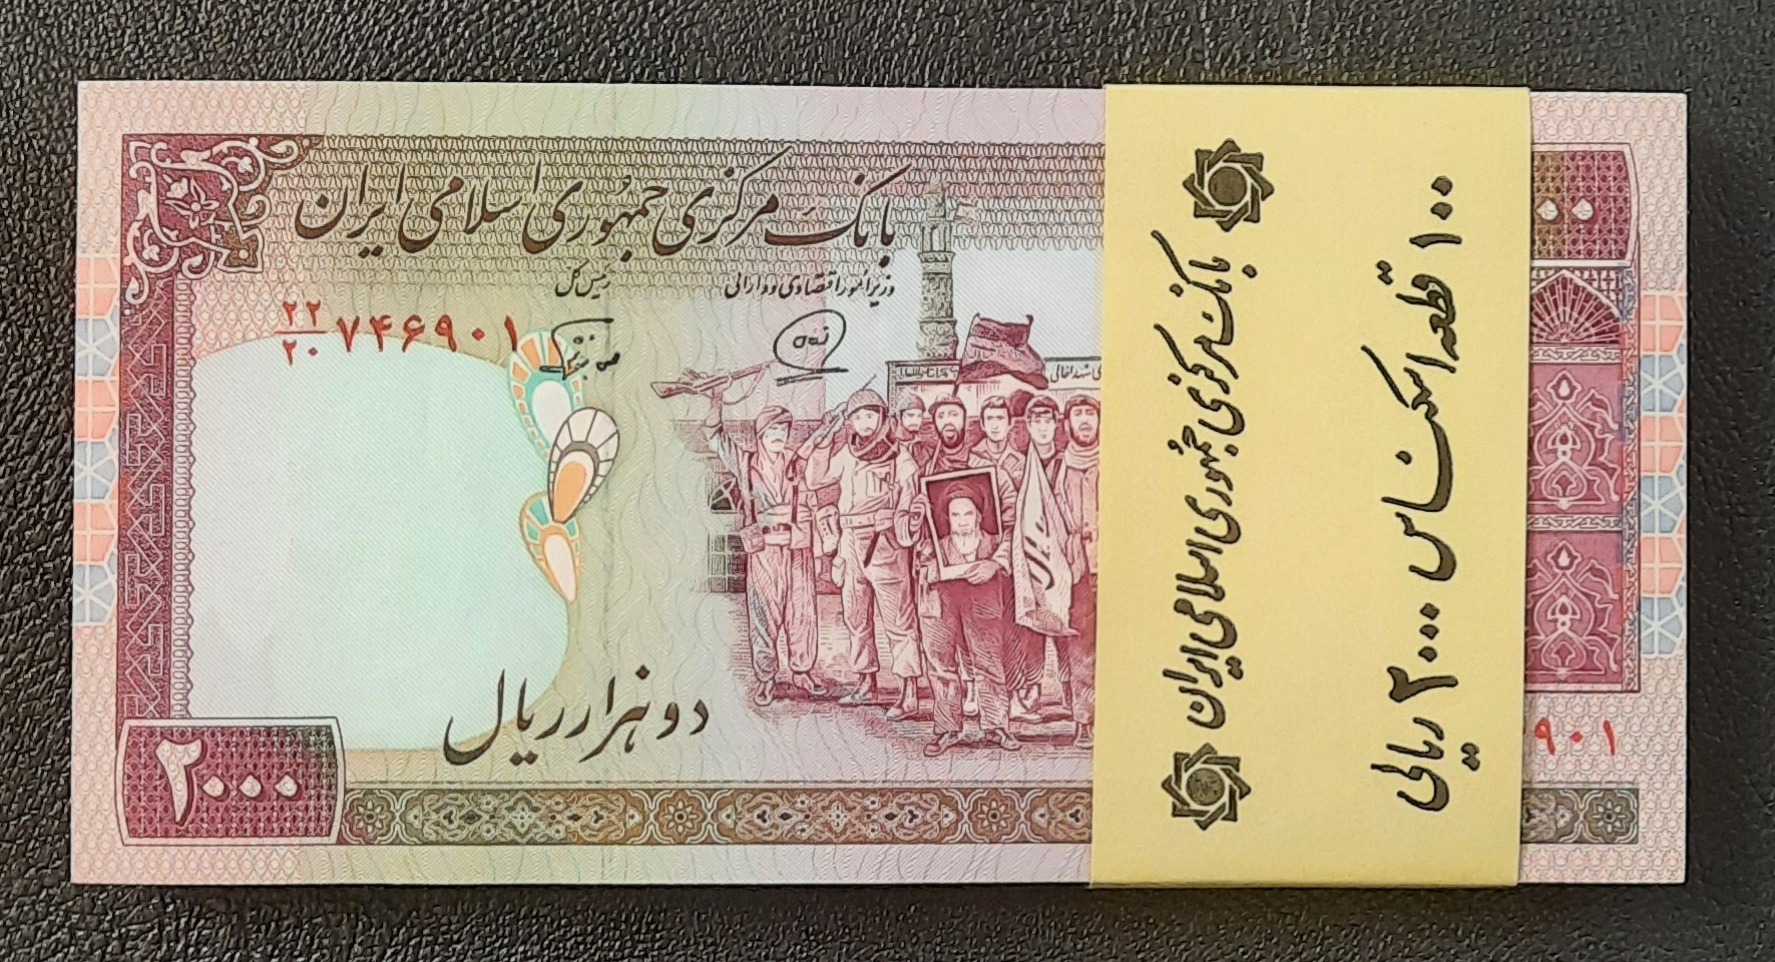 بانک مرکزی جمهوری اسلامی ایران
وزیر امور اقتصادی و دارائی
رئیس کل
۲۲
۲۰
۷۴۶۹۰۱
دو هزار ریال
۲۰۰۰
۰۰
۹۰۱
بانک مرکزی جمهوری اسلامی ایران
۱۰۰ قطعه اسکناس ۲۰۰۰ ریالی